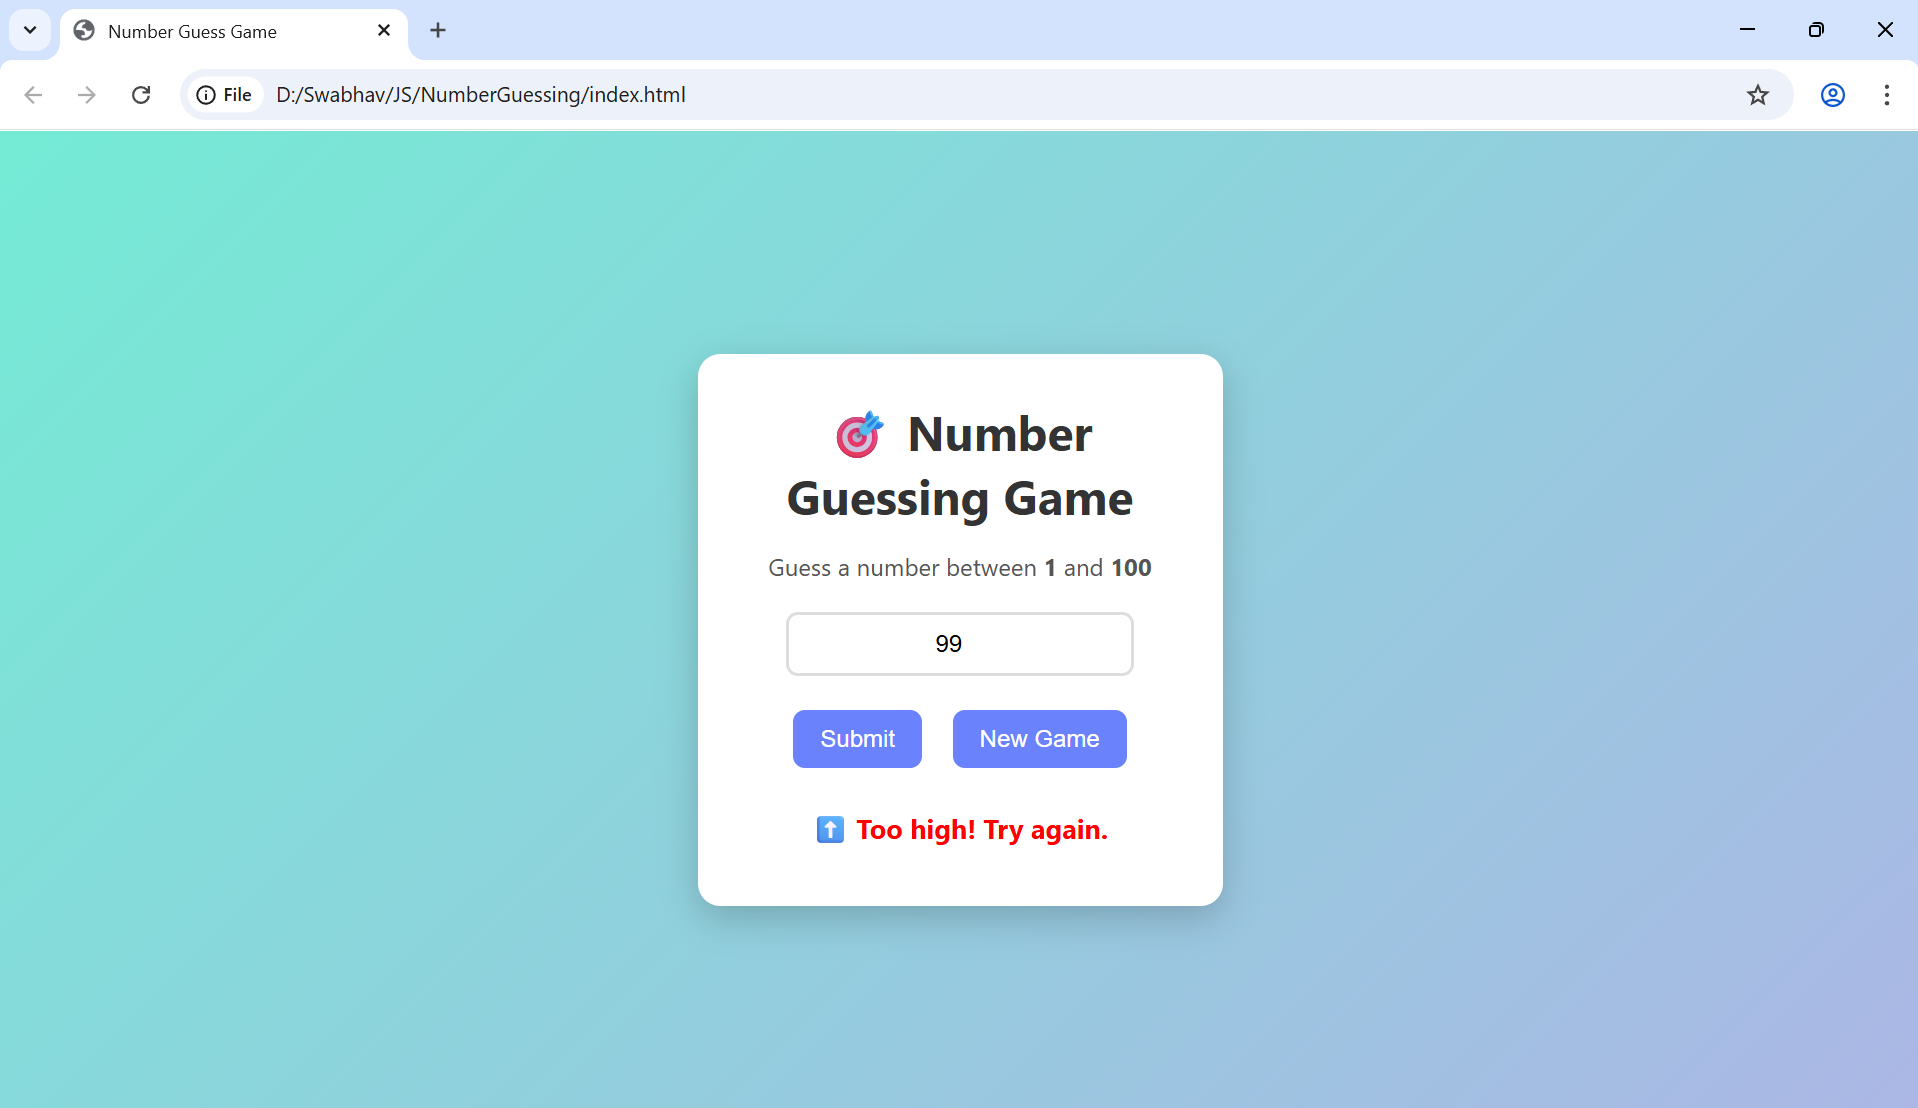 Number Guess Game
File D:/Swabhav/JS/NumberGuessing/index.html
🎯 Number
Guessing Game
Guess a number between 1 and 100
99
Submit New Game
⬆️ Too high! Try again.